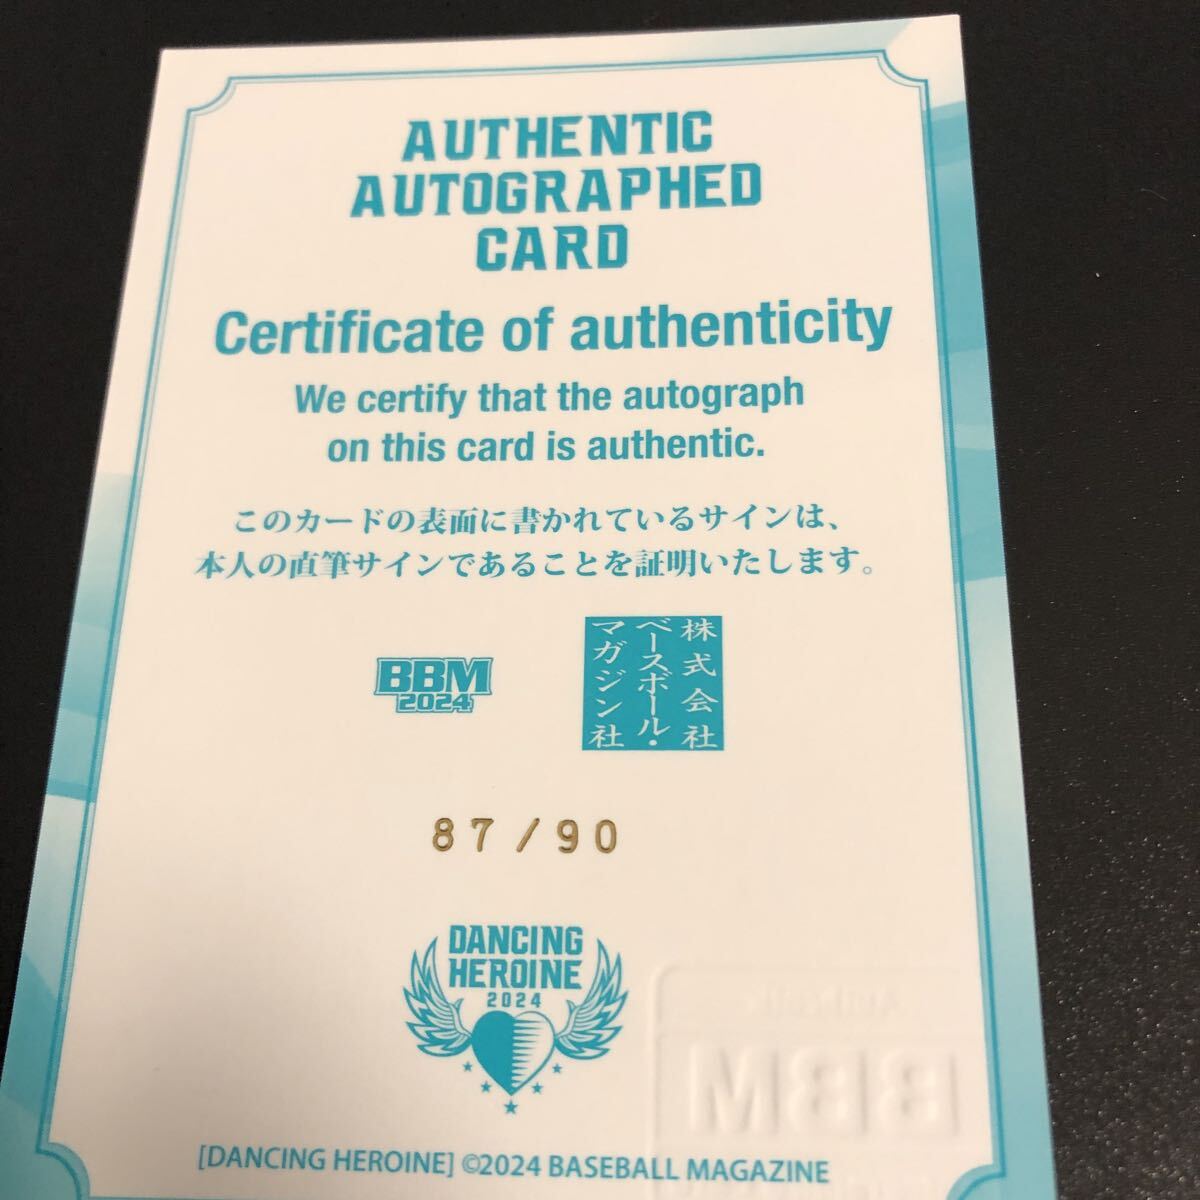 AUTHENTIC
AUTOGRAPHED
CARD
Certificate of authenticity
We certify that the autograph
on this card is authentic.
このカードの表面に書かれているサインは、
本人の直筆サインであることを証明いたします。
BBM
2024
株式会社
ベースボール・
マガジン社
87/90
DANCING
HEROINE
2024
BBM
[DANCING HEROINE] ©2024 BASEBALL MAGAZINE